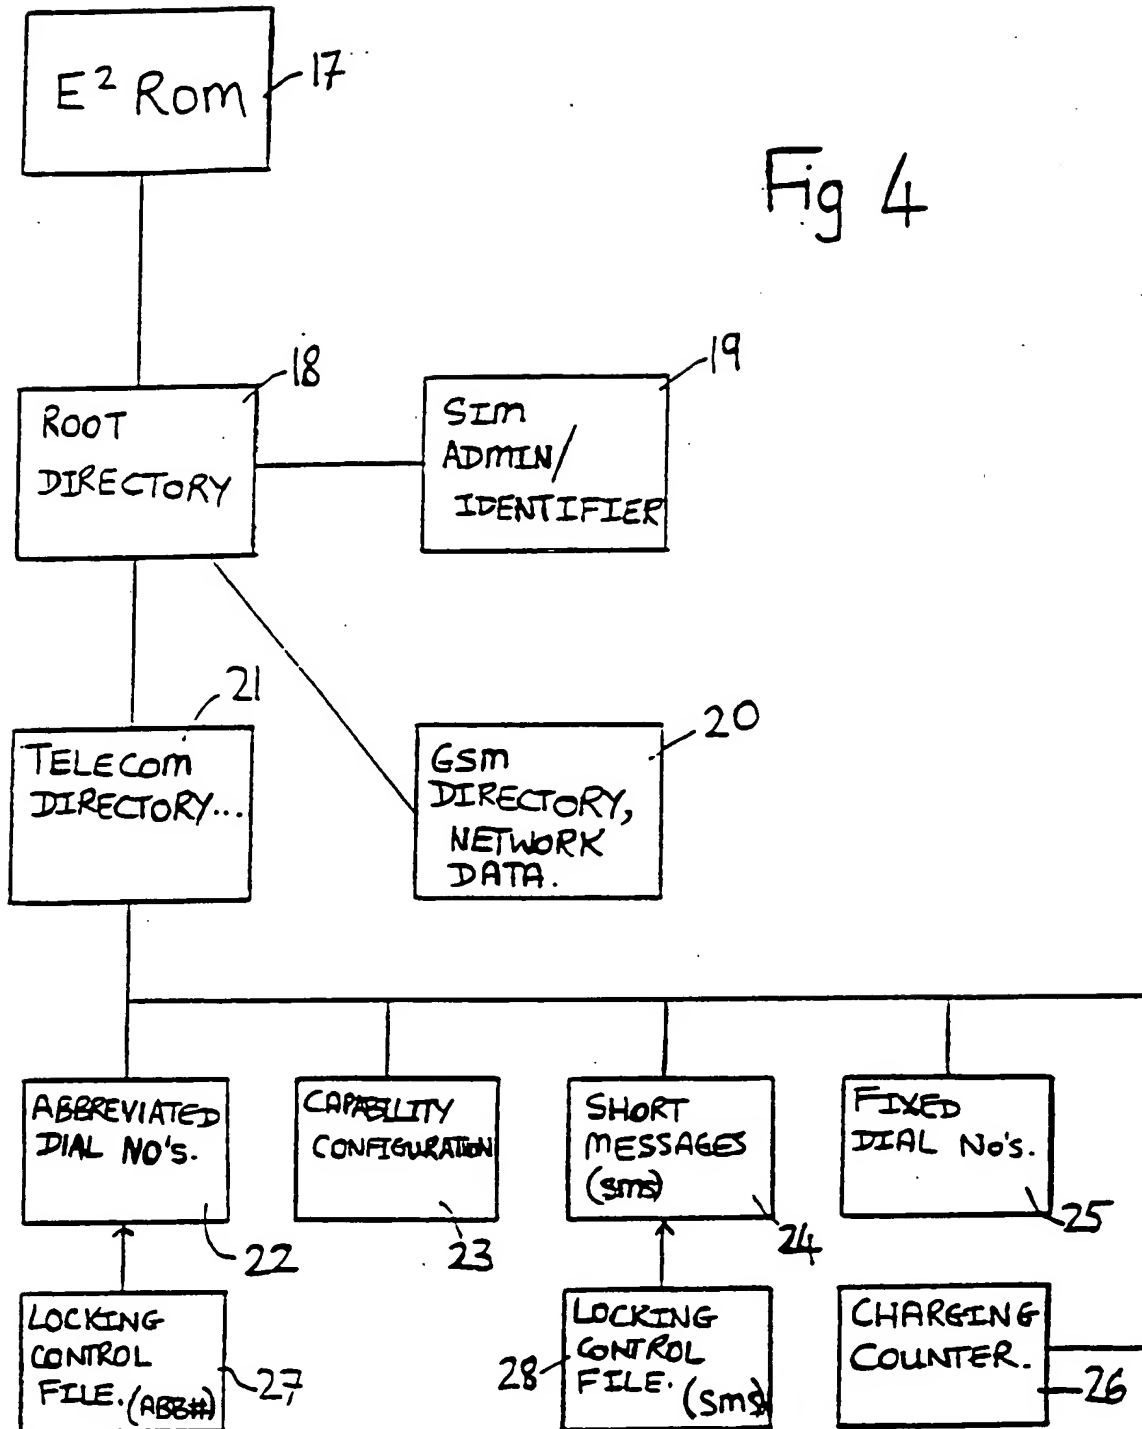 E² Rom
17
Fig 4
18
ROOT
DIRECTORY
19
SIM
ADMIN/
IDENTIFIER
21
TELECOM
DIRECTORY...
20
GSM
DIRECTORY,
NETWORK
DATA.
ABBREVIATED
DIAL NO's.
22
CAPABILITY
CONFIGURATION
23
SHORT
MESSAGES
(SMS)
24
FIXED
DIAL No's.
25
LOCKING
CONTROL
FILE. (ABB#)
27
LOCKING
CONTROL
FILE. (SMS)
28
CHARGING
COUNTER.
26